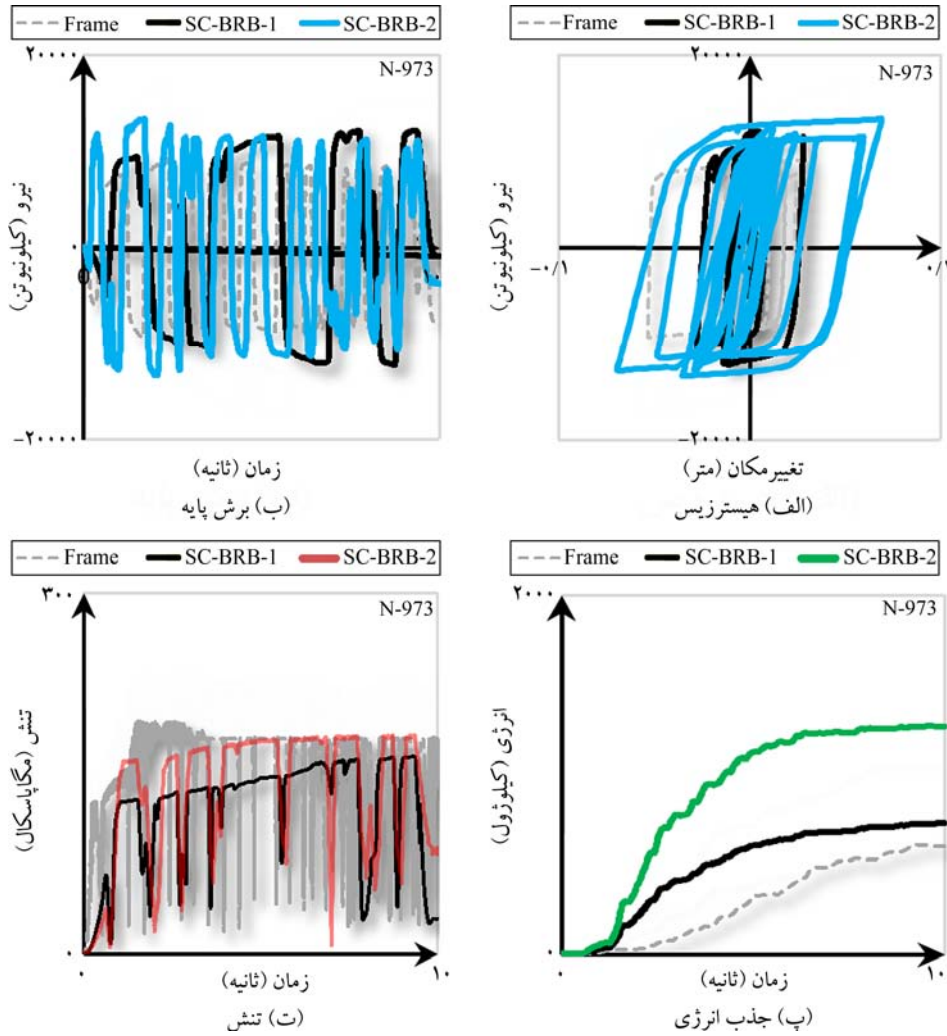 Frame SC-BRB-1 SC-BRB-2
N-973
۲۰۰۰۰
۰
-۲۰۰۰۰
-۰/۱
۰/۱
نیرو (کیلونیوتن)
تغییرمکان (متر)
(الف) هیسترزیس
Frame SC-BRB-1 SC-BRB-2
N-973
۲۰۰۰۰
۰
0
-۲۰۰۰۰
نیرو (کیلونیوتن)
زمان (ثانیه)
(ب) برش پایه
Frame SC-BRB-1 SC-BRB-2
N-973
۲۰۰۰
۰
۱۰
انرژی (کیلوژول)
زمان (ثانیه)
(پ) جذب انرژی
Frame SC-BRB-1 SC-BRB-2
N-973
۳۰۰
۰
۰
۱۰
تنش (مگاپاسکال)
زمان (ثانیه)
(ت) تنش